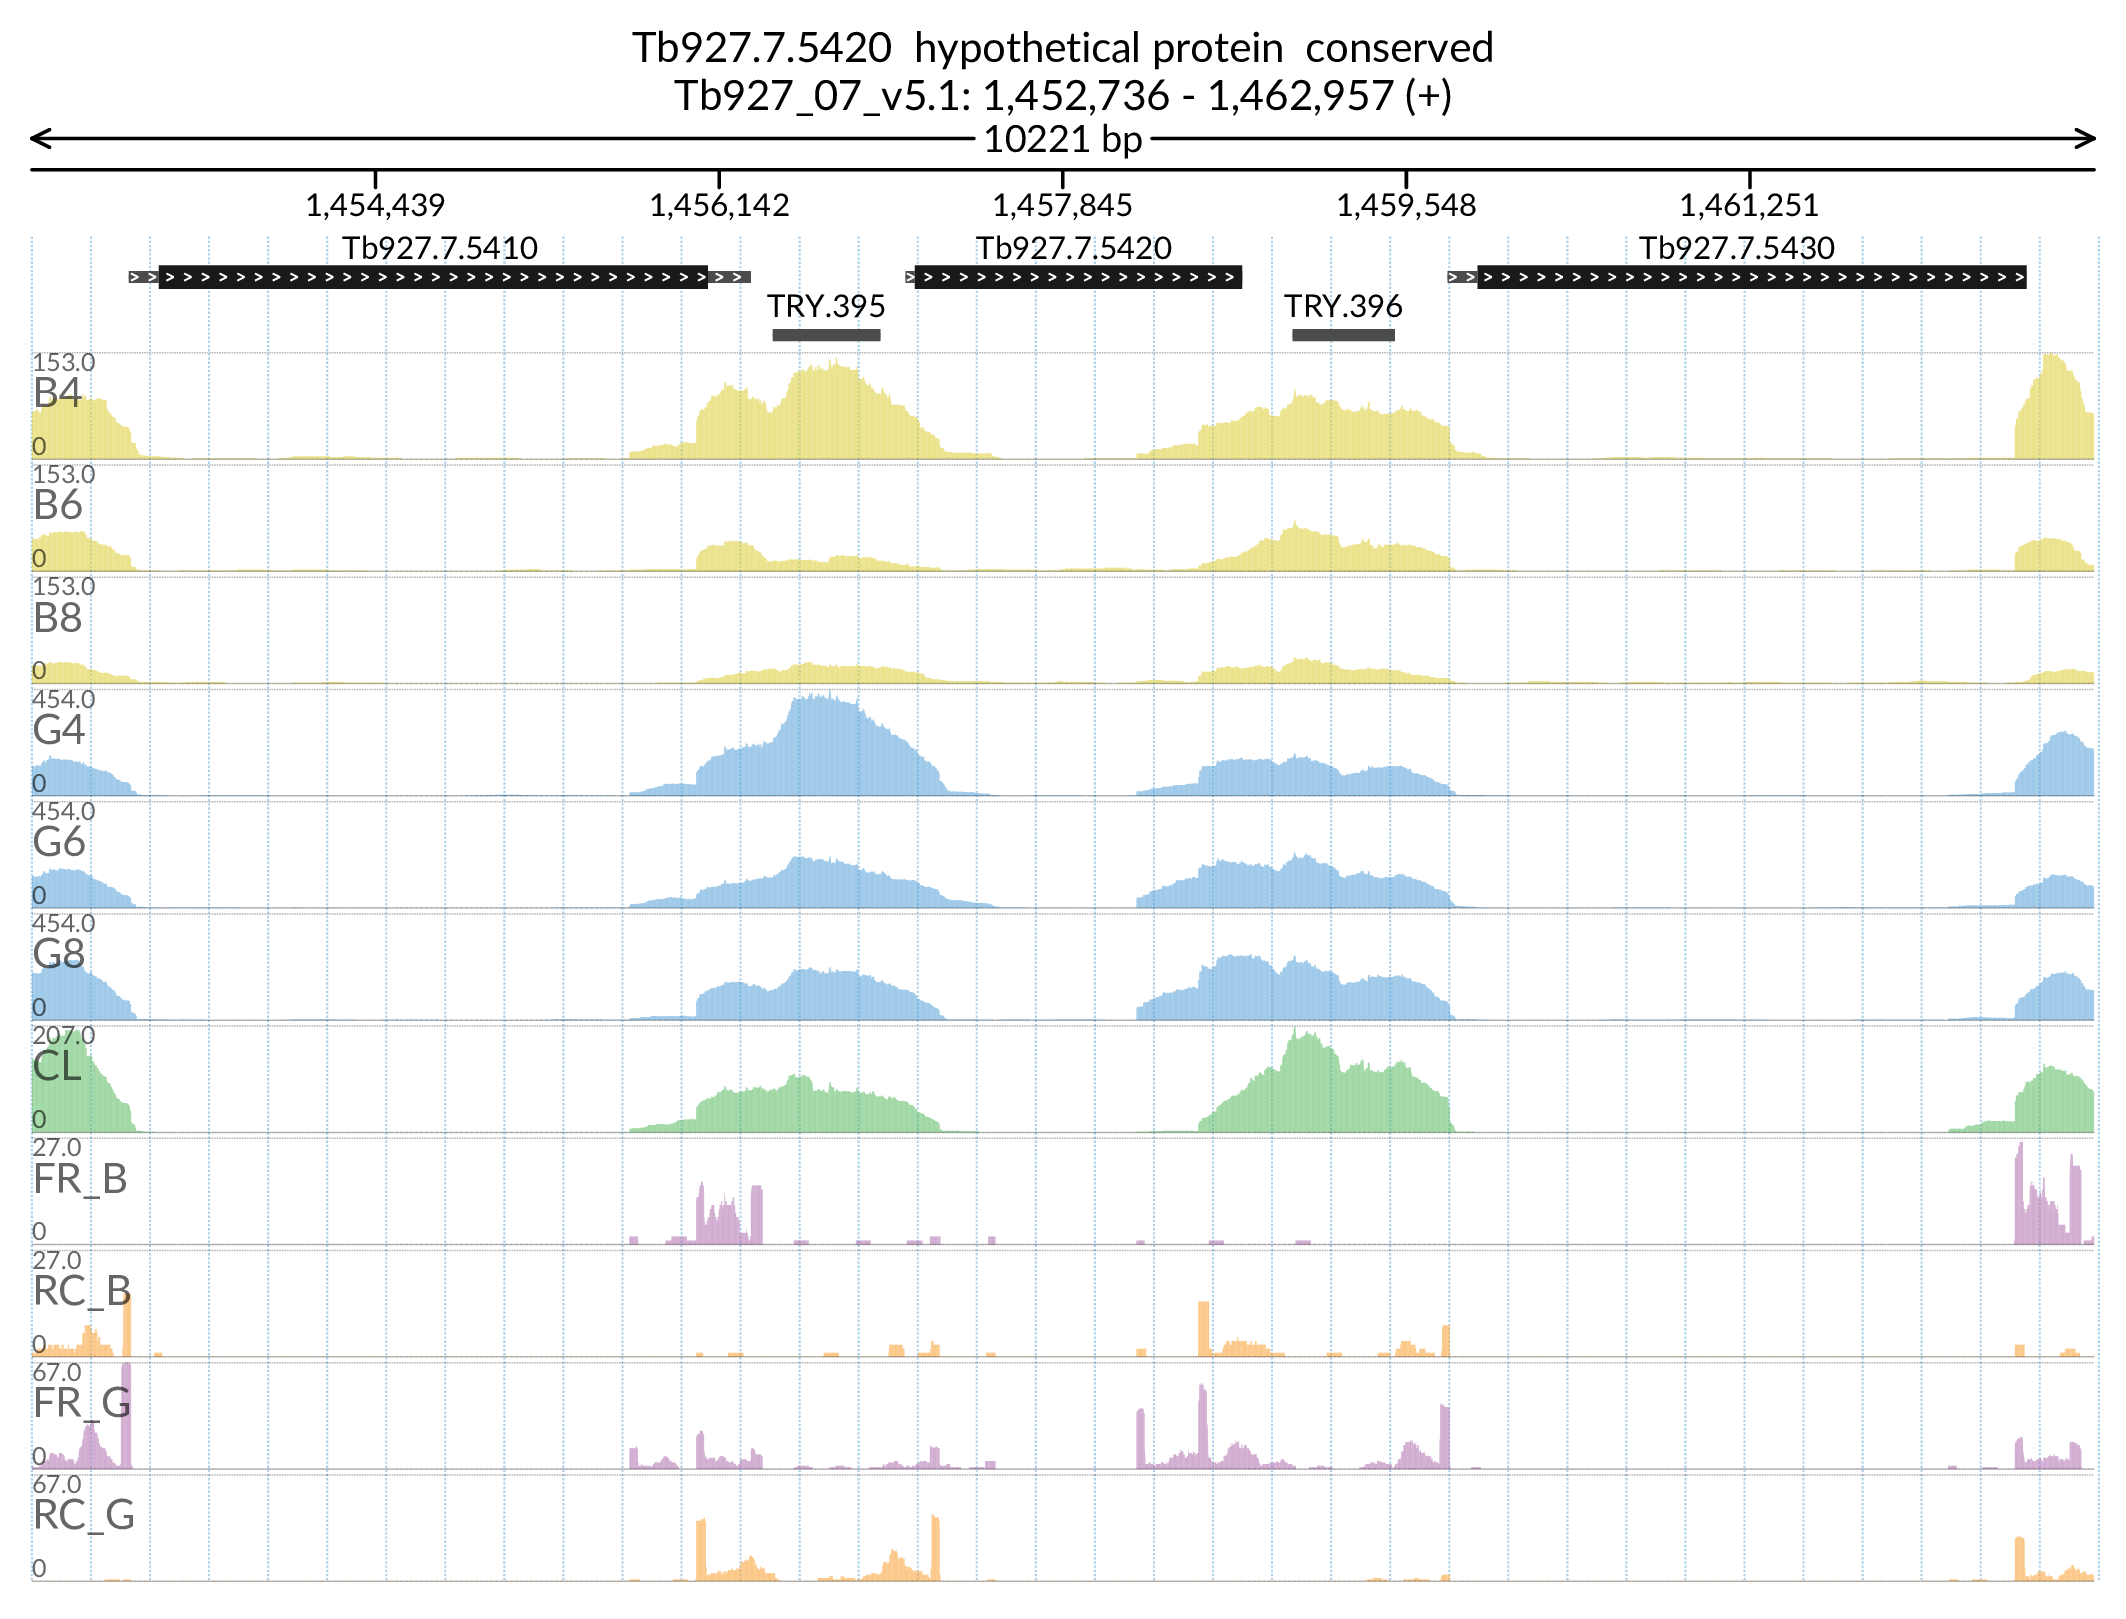 Tb927.7.5420 hypothetical protein conserved
Tb927_07_v5.1: 1,452,736 - 1,462,957 (+)
10221 bp
1,454,439 1,456,142 1,457,845 1,459,548 1,461,251
Tb927.7.5410 Tb927.7.5420 Tb927.7.5430
TRY.395 TRY.396
153.0
B4
0
153.0
B6
0
153.0
B8
0
454.0
G4
0
454.0
G6
0
454.0
G8
0
207.0
CL
0
27.0
FR_B
0
27.0
RC_B
0
67.0
FR_G
0
67.0
RC_G
0